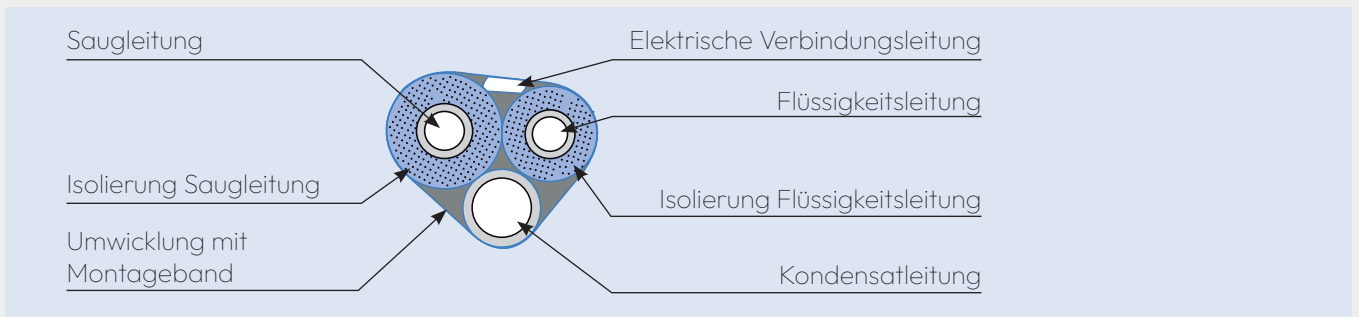 Saugleitung
Isolierung Saugleitung
Umwicklung mit
Montageband
Elektrische Verbindungsleitung
Flüssigkeitsleitung
Isolierung Flüssigkeitsleitung
Kondensatleitung